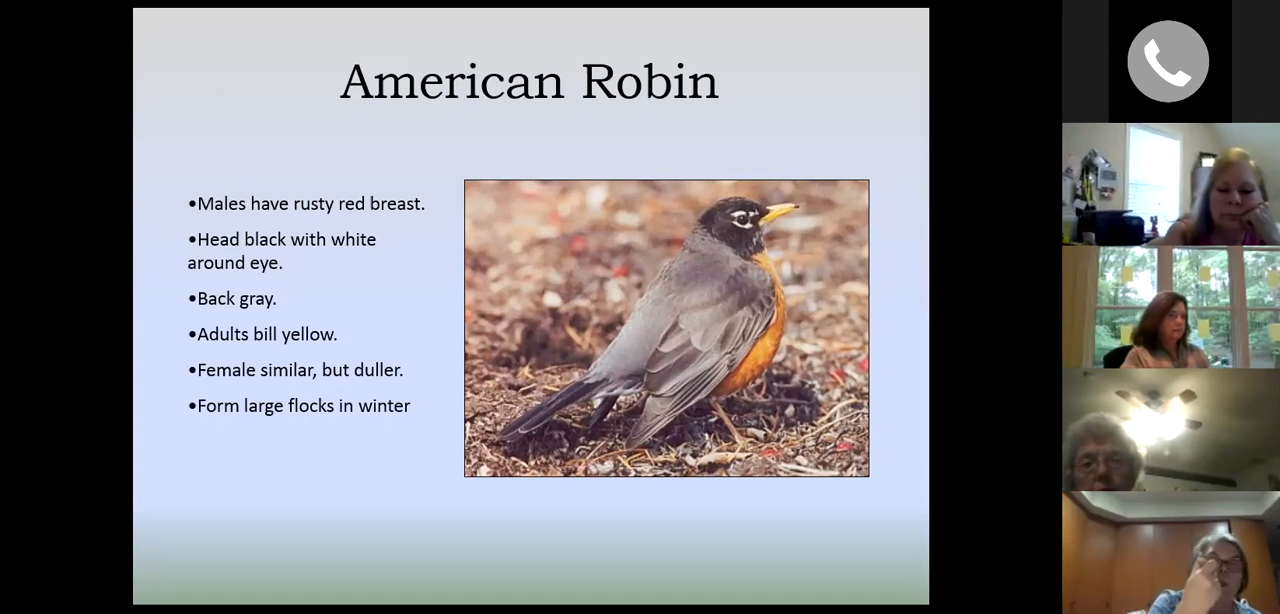 American Robin
•Males have rusty red breast.
•Head black with white
around eye.
•Back gray.
•Adults bill yellow.
•Female similar, but duller.
•Form large flocks in winter